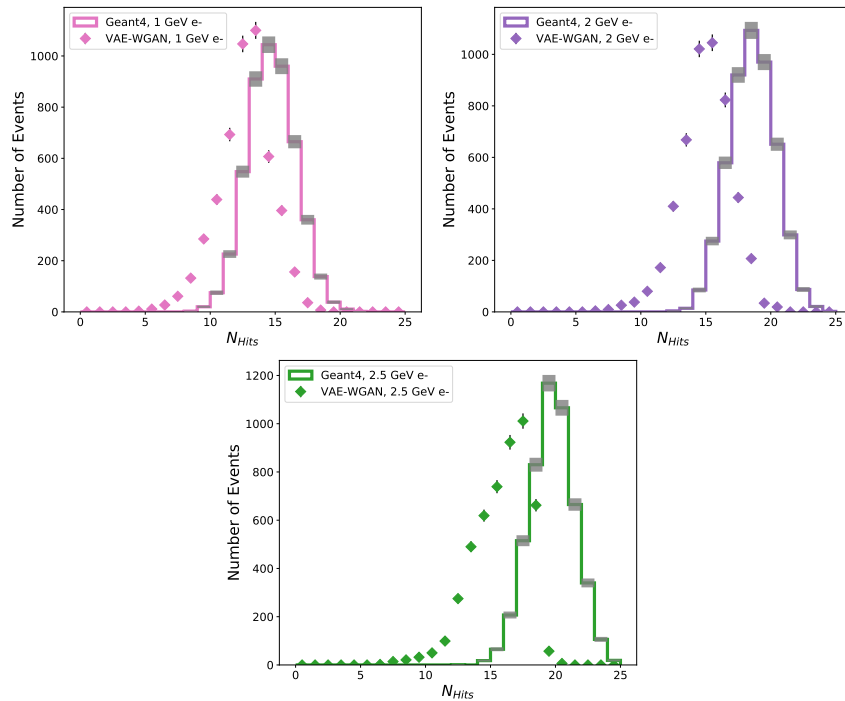 Geant4, 1 GeV e-
VAE-WGAN, 1 GeV e-
Number of Events
1000
800
600
400
200
0
0 5 10 15 20 25
N_Hits
Geant4, 2 GeV e-
VAE-WGAN, 2 GeV e-
Number of Events
1000
800
600
400
200
0
0 5 10 15 20 25
N_Hits
Geant4, 2.5 GeV e-
VAE-WGAN, 2.5 GeV e-
Number of Events
1200
1000
800
600
400
200
0
0 5 10 15 20 25
N_Hits